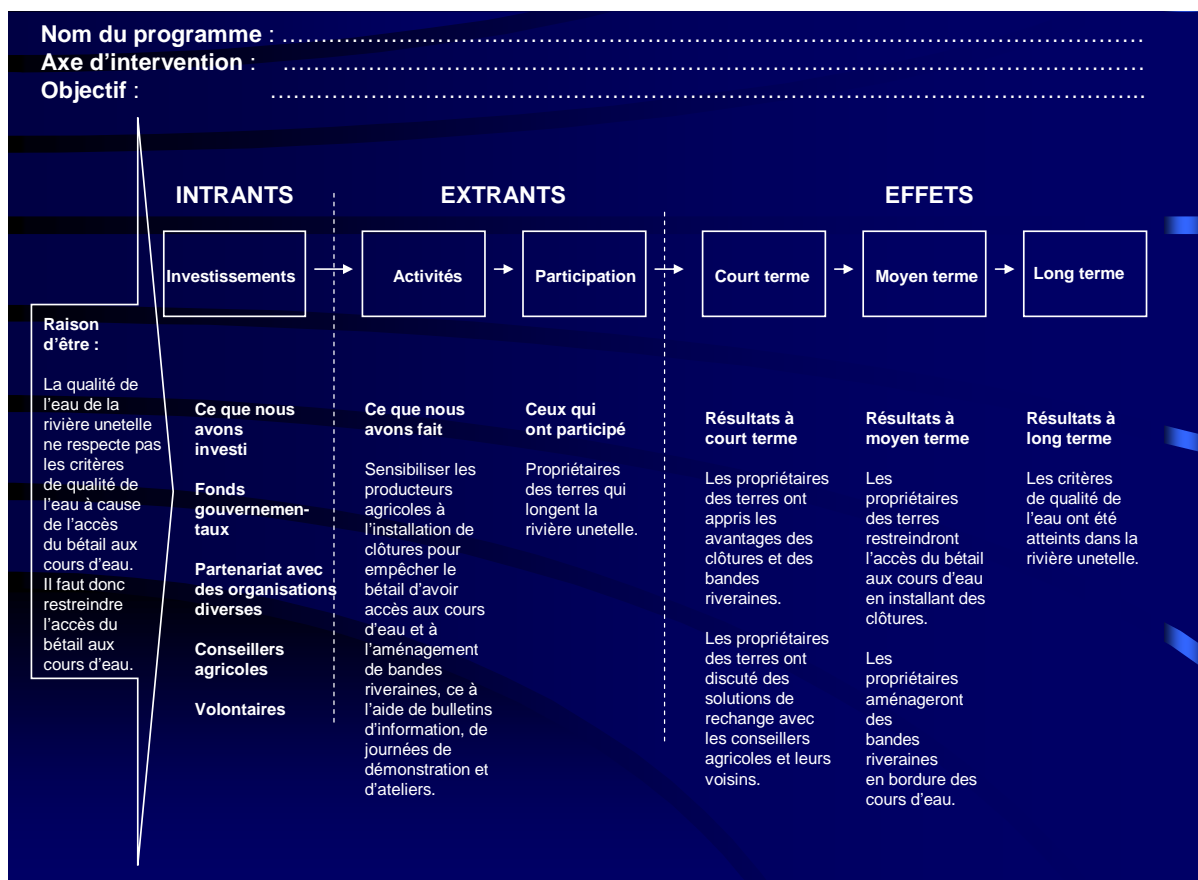 Nom du programme : ……………………………………………………………………………………………
Axe d'intervention : ……………………………………………………………………………………………
Objectif : ……………………………………………………………………………………………...
INTRANTS
EXTRANTS
EFFETS
Investissements
Activités
Participation
Court terme
Moyen terme
Long terme
Raison
d'être :
La qualité de
l'eau de la
rivière unetelle
ne respecte pas
les critères
de qualité de
l'eau à cause
de l'accès
du bétail aux
cours d'eau.
Il faut donc
restreindre
l'accès du
bétail aux
cours d'eau.
Ce que nous
avons
investi
Fonds
gouvernemen-
taux
Partenariat avec
des organisations
diverses
Conseillers
agricoles
Volontaires
Ce que nous
avons fait
Sensibiliser les
producteurs
agricoles à
l'installation de
clôtures pour
empêcher le
bétail d'avoir
accès aux cours
d'eau et à
l'aménagement
de bandes
riveraines, ce à
l'aide de bulletins
d'information, de
journées de
démonstration et
d'ateliers.
Ceux qui
ont participé
Propriétaires
des terres qui
longent la
rivière unetelle.
Résultats à
court terme
Les propriétaires
des terres ont
appris les
avantages des
clôtures et des
bandes
riveraines.
Les propriétaires
des terres ont
discuté des
solutions de
rechange avec
les conseillers
agricoles et leurs
voisins.
Résultats à
moyen terme
Les
propriétaires
des terres
restreindront
l'accès du bétail
aux cours d'eau
en installant des
clôtures.
Les
propriétaires
aménageront
des
bandes
riveraines
en bordure des
cours d'eau.
Résultats à
long terme
Les critères
de qualité de
l'eau ont été
atteints dans la
rivière unetelle.